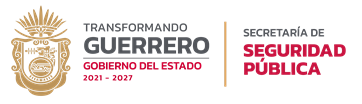 TRANSFORMANDO
GUERRERO
GOBIERNO DEL ESTADO
2021 - 2027
SECRETARÍA DE
SEGURIDAD
PÚBLICA